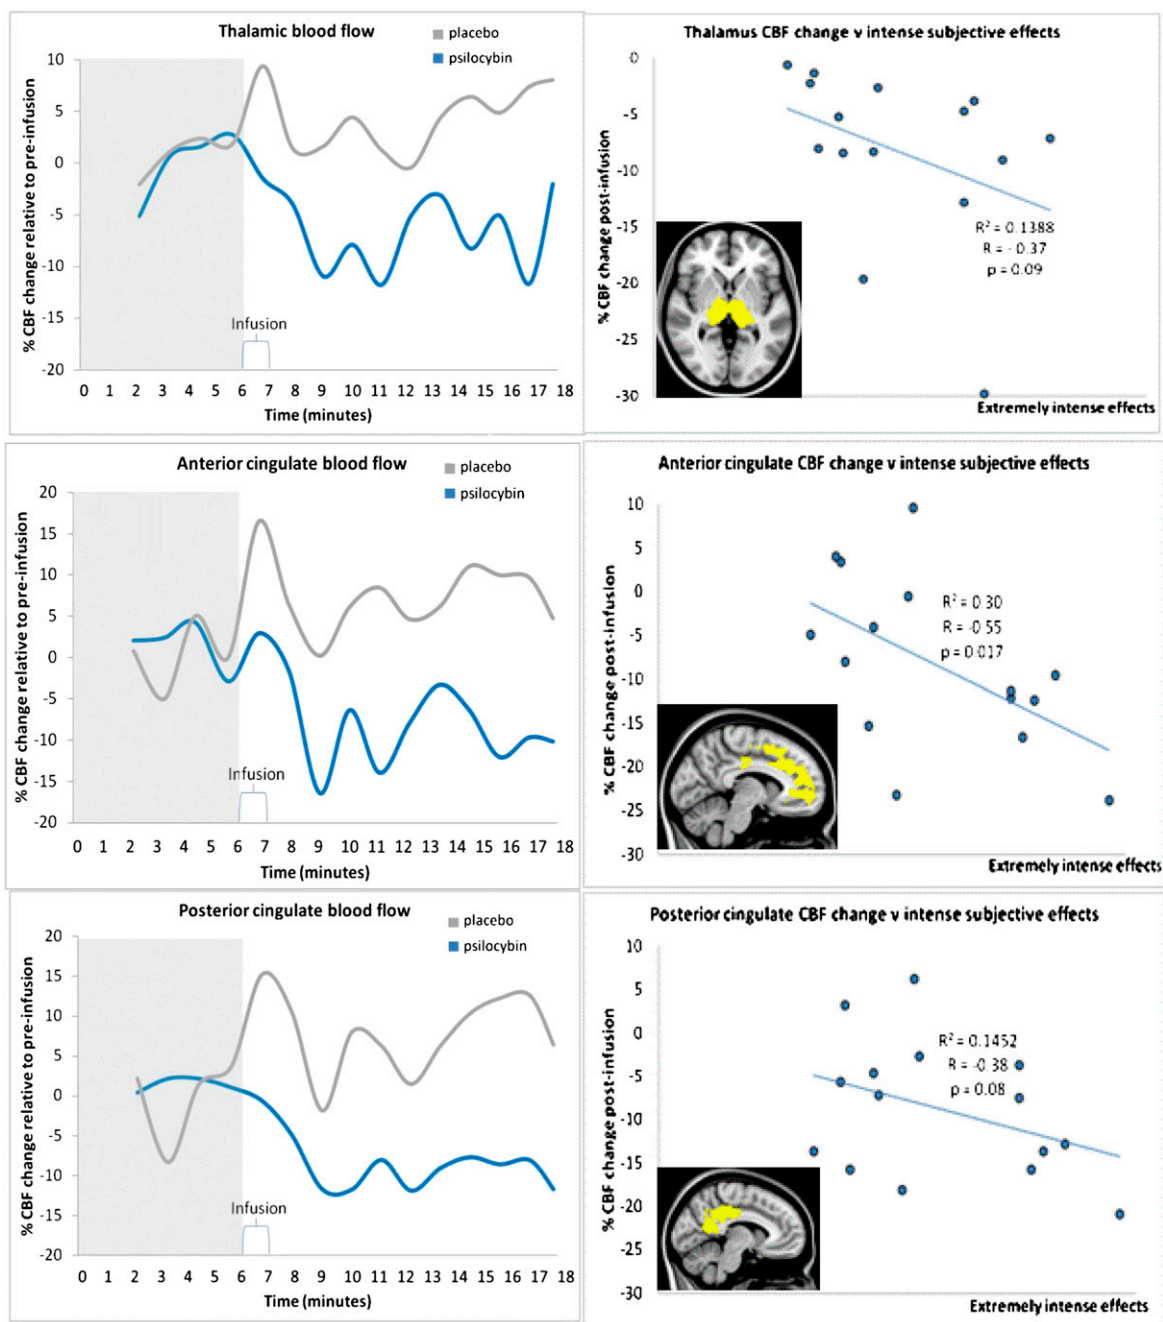 Thalamic blood flow
placebo
psilocybin
% CBF change relative to pre-infusion
10
5
0
-5
-10
-15
-20
Infusion
0 1 2 3 4 5 6 7 8 9 10 11 12 13 14 15 16 17 18
Time (minutes)
Thalamus CBF change v intense subjective effects
% CBF change post-infusion
0
-5
-10
-15
-20
-25
-30
R² = 0.1388
R = -0.37
p = 0.09
Extremely intense effects
Anterior cingulate blood flow
placebo
psilocybin
% CBF change relative to pre-infusion
20
15
10
5
0
-5
-10
-15
-20
Infusion
0 1 2 3 4 5 6 7 8 9 10 11 12 13 14 15 16 17 18
Time (minutes)
Anterior cingulate CBF change v intense subjective effects
% CBF change post-infusion
10
5
0
-5
-10
-15
-20
-25
-30
R² = 0.30
R = -0.55
p = 0.017
Extremely intense effects
Posterior cingulate blood flow
placebo
psilocybin
% CBF change relative to pre-infusion
20
15
10
5
0
-5
-10
-15
-20
Infusion
0 1 2 3 4 5 6 7 8 9 10 11 12 13 14 15 16 17 18
Time (minutes)
Posterior cingulate CBF change v intense subjective effects
% CBF change post-infusion
10
5
0
-5
-10
-15
-20
-25
-30
R² = 0.1452
R = -0.38
p = 0.08
Extremely intense effects